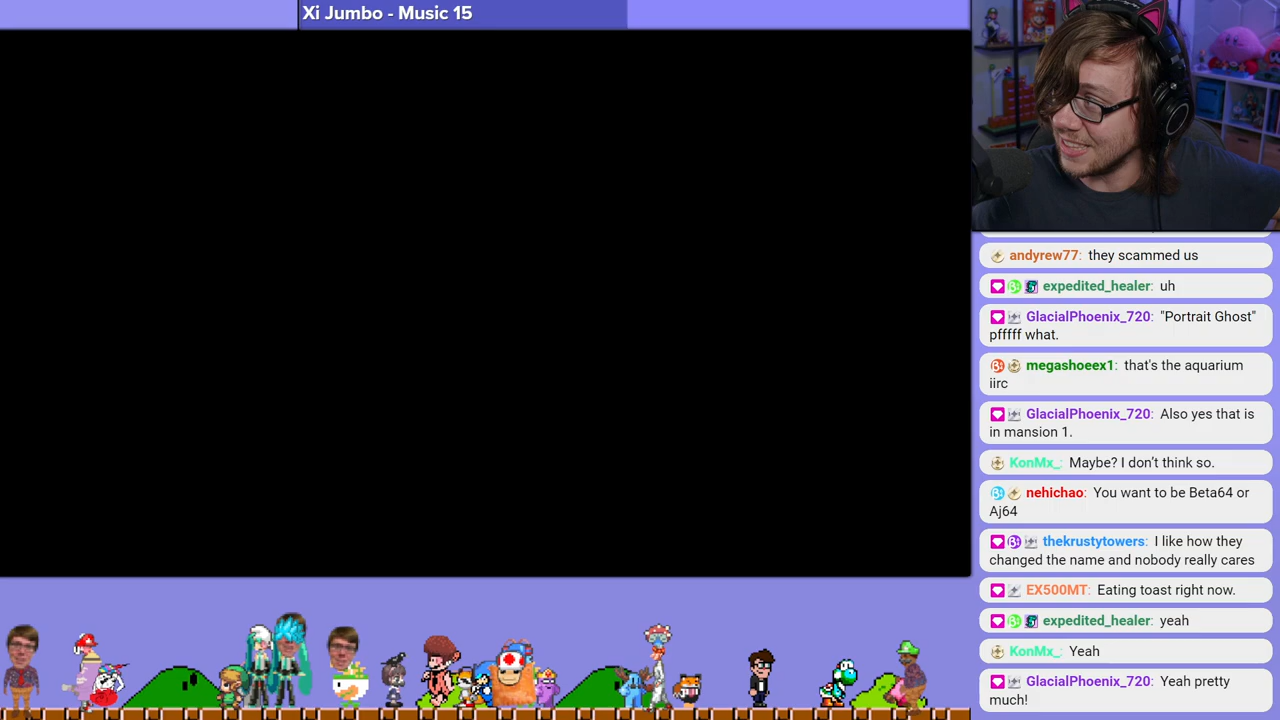 Xi Jumbo - Music 15
andyrew77: they scammed us
expedited_healer: uh
GlacialPhoenix_720: "Portrait Ghost"
pfffff what.
megashoeex1: that's the aquarium
iirc
GlacialPhoenix_720: Also yes that is
in mansion 1.
KonMx_: Maybe? I don't think so.
nehichao: You want to be Beta64 or
Aj64
thekrustytowers: I like how they
changed the name and nobody really cares
EX500MT: Eating toast right now.
expedited_healer: yeah
KonMx_: Yeah
GlacialPhoenix_720: Yeah pretty
much!